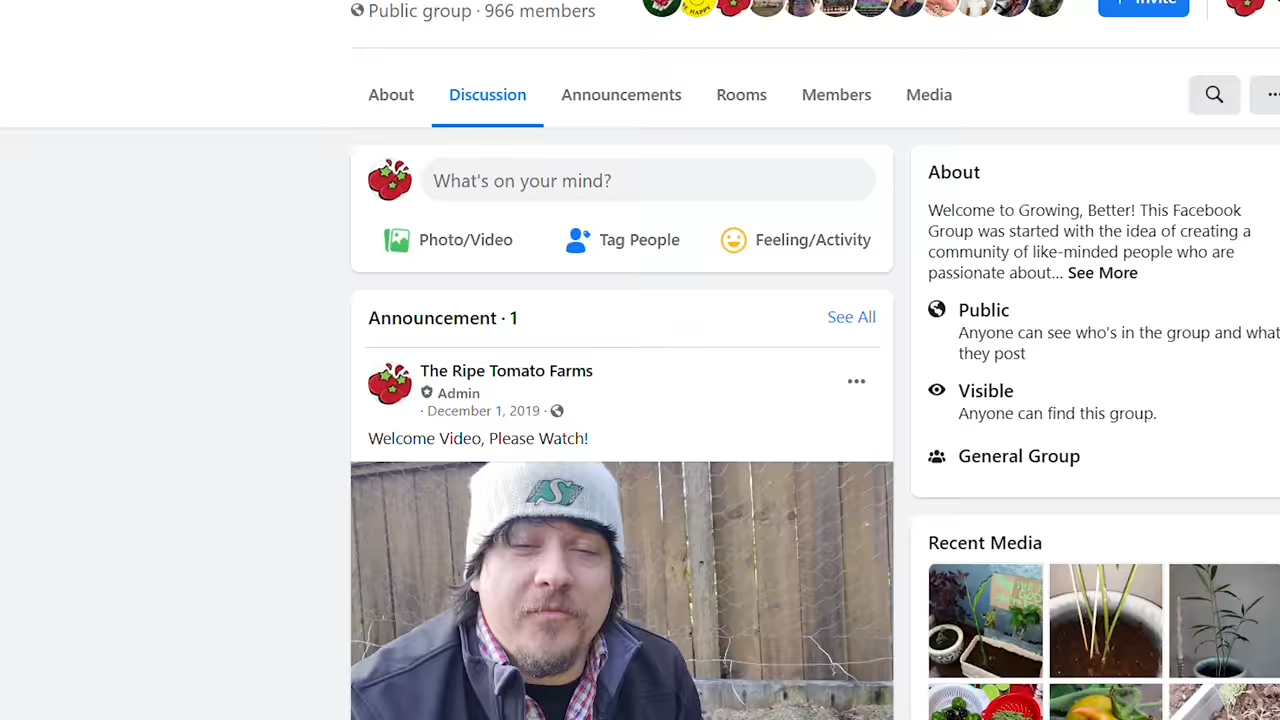 Public group · 966 members
Invite
About Discussion Announcements Rooms Members Media
What's on your mind?
Photo/Video Tag People Feeling/Activity
Announcement · 1 See All
The Ripe Tomato Farms
Admin
· December 1, 2019 ·
Welcome Video, Please Watch!
About
Welcome to Growing, Better! This Facebook
Group was started with the idea of creating a
community of like-minded people who are
passionate about... See More
Public
Anyone can see who's in the group and what
they post
Visible
Anyone can find this group.
General Group
Recent Media